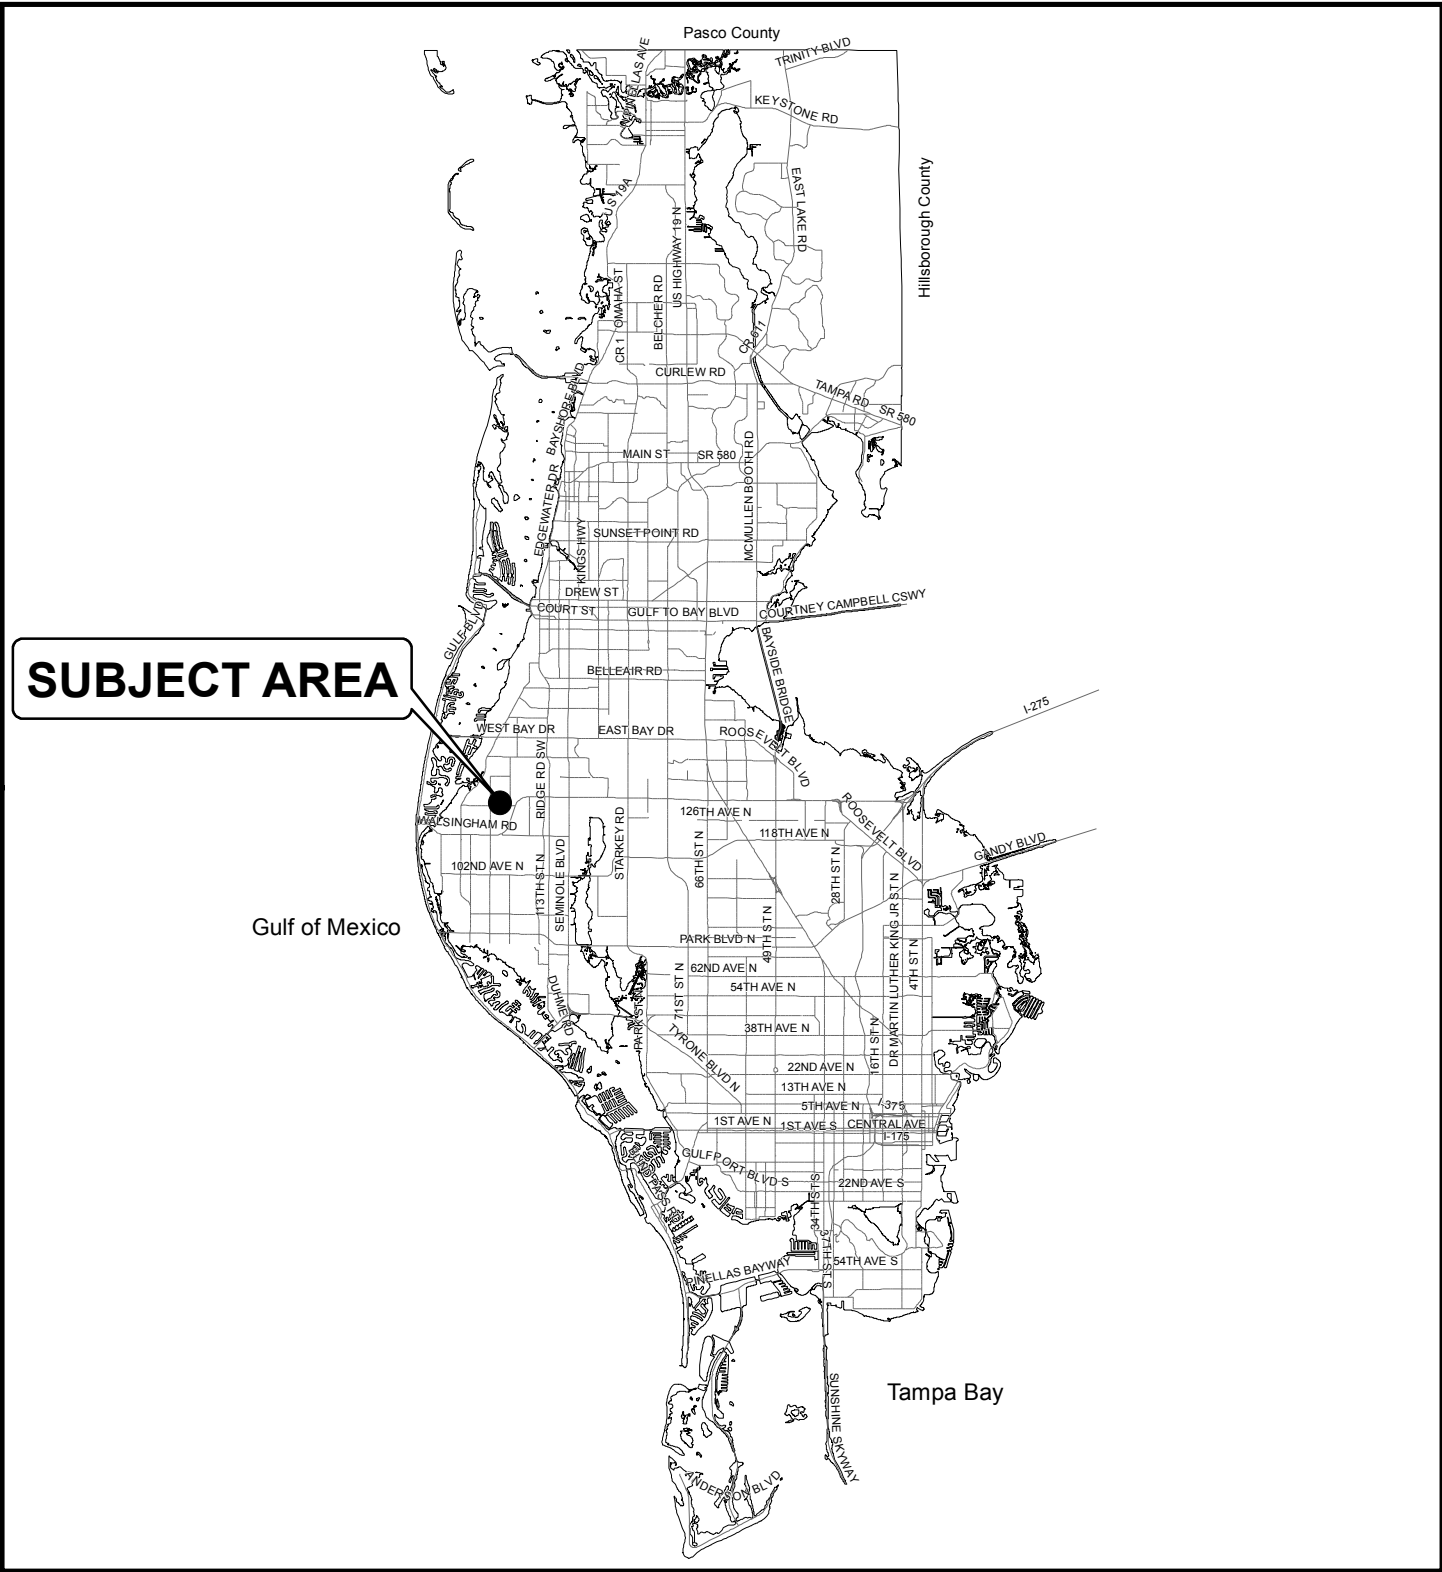 Pasco County
TRINITY BLVD
N PINELLAS AVE
KEYSTONE RD
Hillsborough County
EAST LAKE RD
US 19A
US HIGHWAY 19 N
OMAHA ST
CR 1
BELCHER RD
CR 611
CURLEW RD
TAMPA RD
SR 580
BAYSHORE BLVD
MAIN ST
SR 580
MCMULLEN BOOTH RD
EDGEWATER DR
KINGS HWY
SUNSET POINT RD
DREW ST
COURT ST
GULF TO BAY BLVD
COURTNEY CAMPBELL CSWY
GULF BLVD
BAYSIDE BRIDGE
SUBJECT AREA
BELLEAIR RD
I-275
WEST BAY DR
EAST BAY DR
ROOSEVELT BLVD
RIDGE RD SW
ROOSEVELT BLVD
WALSINGHAM RD
126TH AVE N
118TH AVE N
STARKEY RD
66TH ST N
GANDY BLVD
102ND AVE N
113TH ST N
SEMINOLE BLVD
28TH ST N
DR MARTIN LUTHER KING JR ST N
Gulf of Mexico
49TH ST N
PARK BLVD N
4TH ST N
62ND AVE N
71ST ST N
54TH AVE N
DUHME RD
PARK ST N
38TH AVE N
16TH ST N
TYRONE BLVD N
22ND AVE N
13TH AVE N
5TH AVE N
I-375
1ST AVE N
1ST AVE S
CENTRAL AVE
I-175
GULFPORT BLVD S
22ND AVE S
34TH ST S
37TH ST S
54TH AVE S
PINELLAS BAYWAY
Tampa Bay
SUNSHINE SKYWAY
ANDERSON BLVD